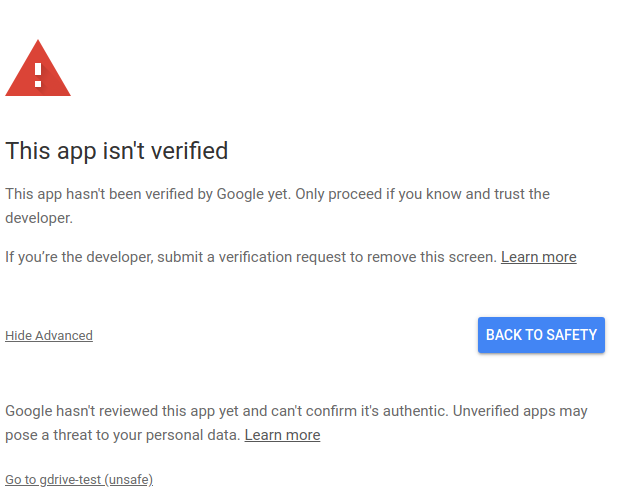 This app isn't verified
This app hasn't been verified by Google yet. Only proceed if you know and trust the
developer.
If you’re the developer, submit a verification request to remove this screen. Learn more
Hide Advanced
BACK TO SAFETY
Google hasn't reviewed this app yet and can't confirm it's authentic. Unverified apps may
pose a threat to your personal data. Learn more
Go to gdrive-test (unsafe)